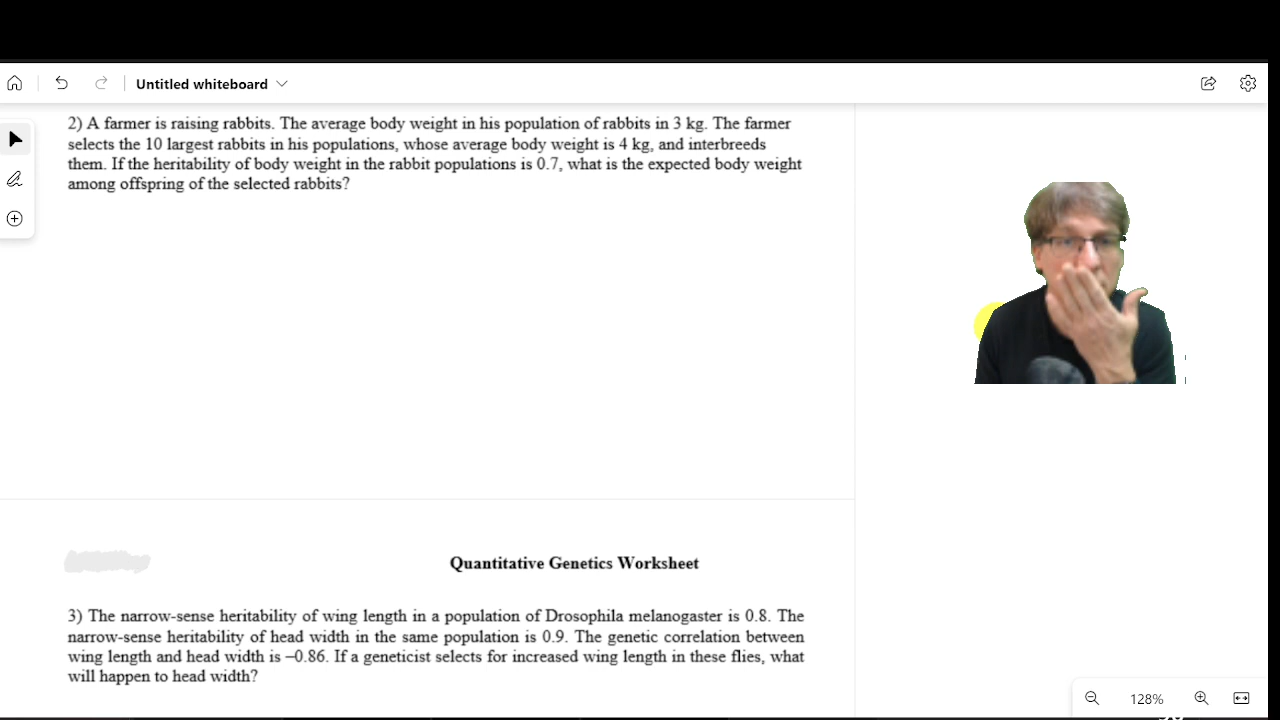 Untitled whiteboard
2) A farmer is raising rabbits. The average body weight in his population of rabbits in 3 kg. The farmer
selects the 10 largest rabbits in his populations, whose average body weight is 4 kg, and interbreeds
them. If the heritability of body weight in the rabbit populations is 0.7, what is the expected body weight
among offspring of the selected rabbits?
Quantitative Genetics Worksheet
3) The narrow-sense heritability of wing length in a population of Drosophila melanogaster is 0.8. The
narrow-sense heritability of head width in the same population is 0.9. The genetic correlation between
wing length and head width is –0.86. If a geneticist selects for increased wing length in these flies, what
will happen to head width?
128%